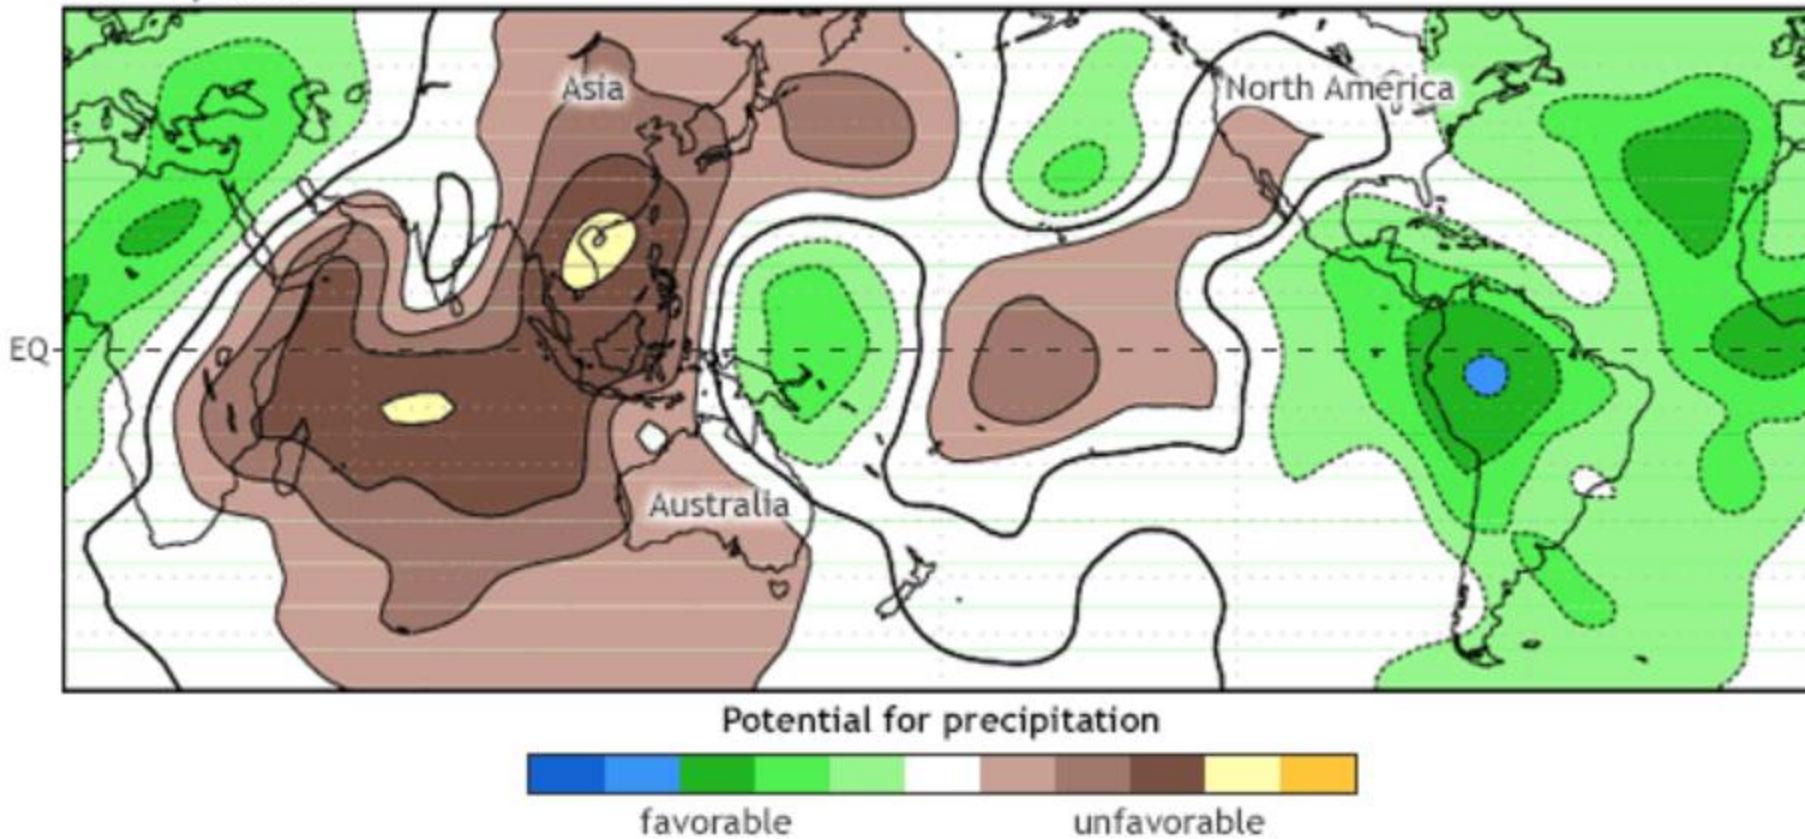 Asia
North America
EQ
Australia
Potential for precipitation
favorable
unfavorable